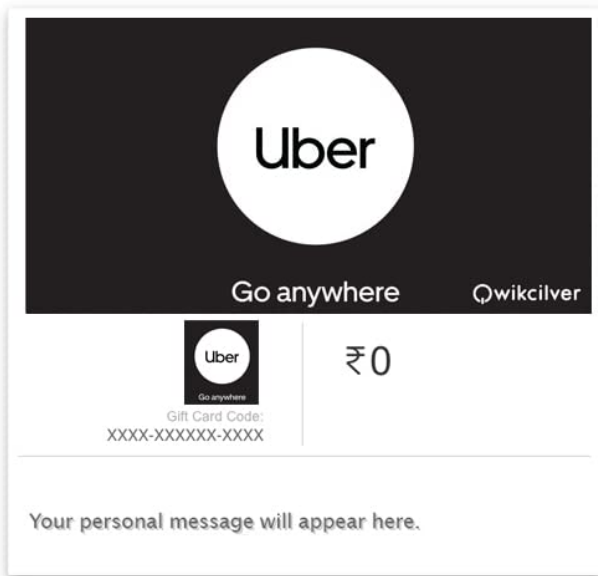 Uber
Go anywhere
Qwikcilver
Uber
Go anywhere
Gift Card Code:
XXXX-XXXXXX-XXXX
₹0
Your personal message will appear here.